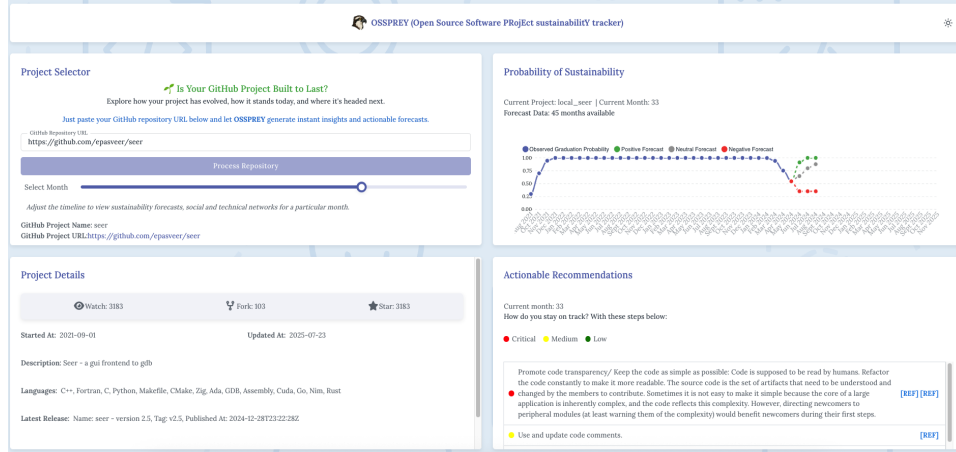 OSSPREY (Open Source Software PRojEct sustainabilitY tracker)
Project Selector
Is Your GitHub Project Built to Last?
Explore how your project has evolved, how it stands today, and where it's headed next.
Just paste your GitHub repository URL below and let OSSPREY generate instant insights and actionable forecasts.
GitHub Repository URL
https://github.com/epasveer/seer
Process Repository
Select Month
Adjust the timeline to view sustainability forecasts, social and technical networks for a particular month.
GitHub Project Name: seer
GitHub Project URL:https://github.com/epasveer/seer
Probability of Sustainability
Current Project: local_seer | Current Month: 33
Forecast Data: 45 months available
Observed Graduation Probability Positive Forecast Neutral Forecast Negative Forecast
1.00
0.75
0.50
0.25
0.00
Project Details
Watch: 3183 Fork: 103 Star: 3183
Started At: 2021-09-01 Updated At: 2025-07-23
Description: Seer - a gui frontend to gdb
Languages: C++, Fortran, C, Python, Makefile, CMake, Zig, Ada, GDB, Assembly, Cuda, Go, Nim, Rust
Latest Release: Name: seer - version 2.5, Tag: v2.5, Published At: 2024-12-28T23:22:28Z
Actionable Recommendations
Current month: 33
How do you stay on track? With these steps below:
Critical Medium Low
Promote code transparency/ Keep the code as simple as possible: Code is supposed to be read by humans. Refactor
the code constantly to make it more readable. The source code is the set of artifacts that need to be understood and
changed by the members to contribute. Sometimes it is not easy to make it simple because the core of a large [REF] [REF]
application is inherently complex, and the code reflects this complexity. However, directing newcomers to
peripheral modules (at least warning them of the complexity) would benefit newcomers during their first steps.
Use and update code comments. [REF]